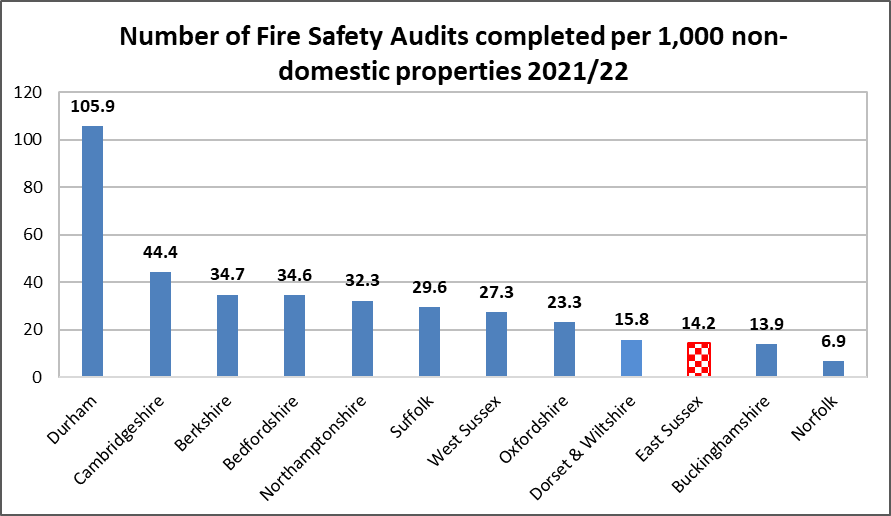 Number of Fire Safety Audits completed per 1,000 non-
domestic properties 2021/22
120
100
80
60
40
20
0
105.9
44.4
34.7
34.6
32.3
29.6
27.3
23.3
15.8
14.2
13.9
6.9
Durham
Cambridgeshire
Berkshire
Bedfordshire
Northamptonshire
Suffolk
West Sussex
Oxfordshire
Dorset & Wiltshire
East Sussex
Buckinghamshire
Norfolk